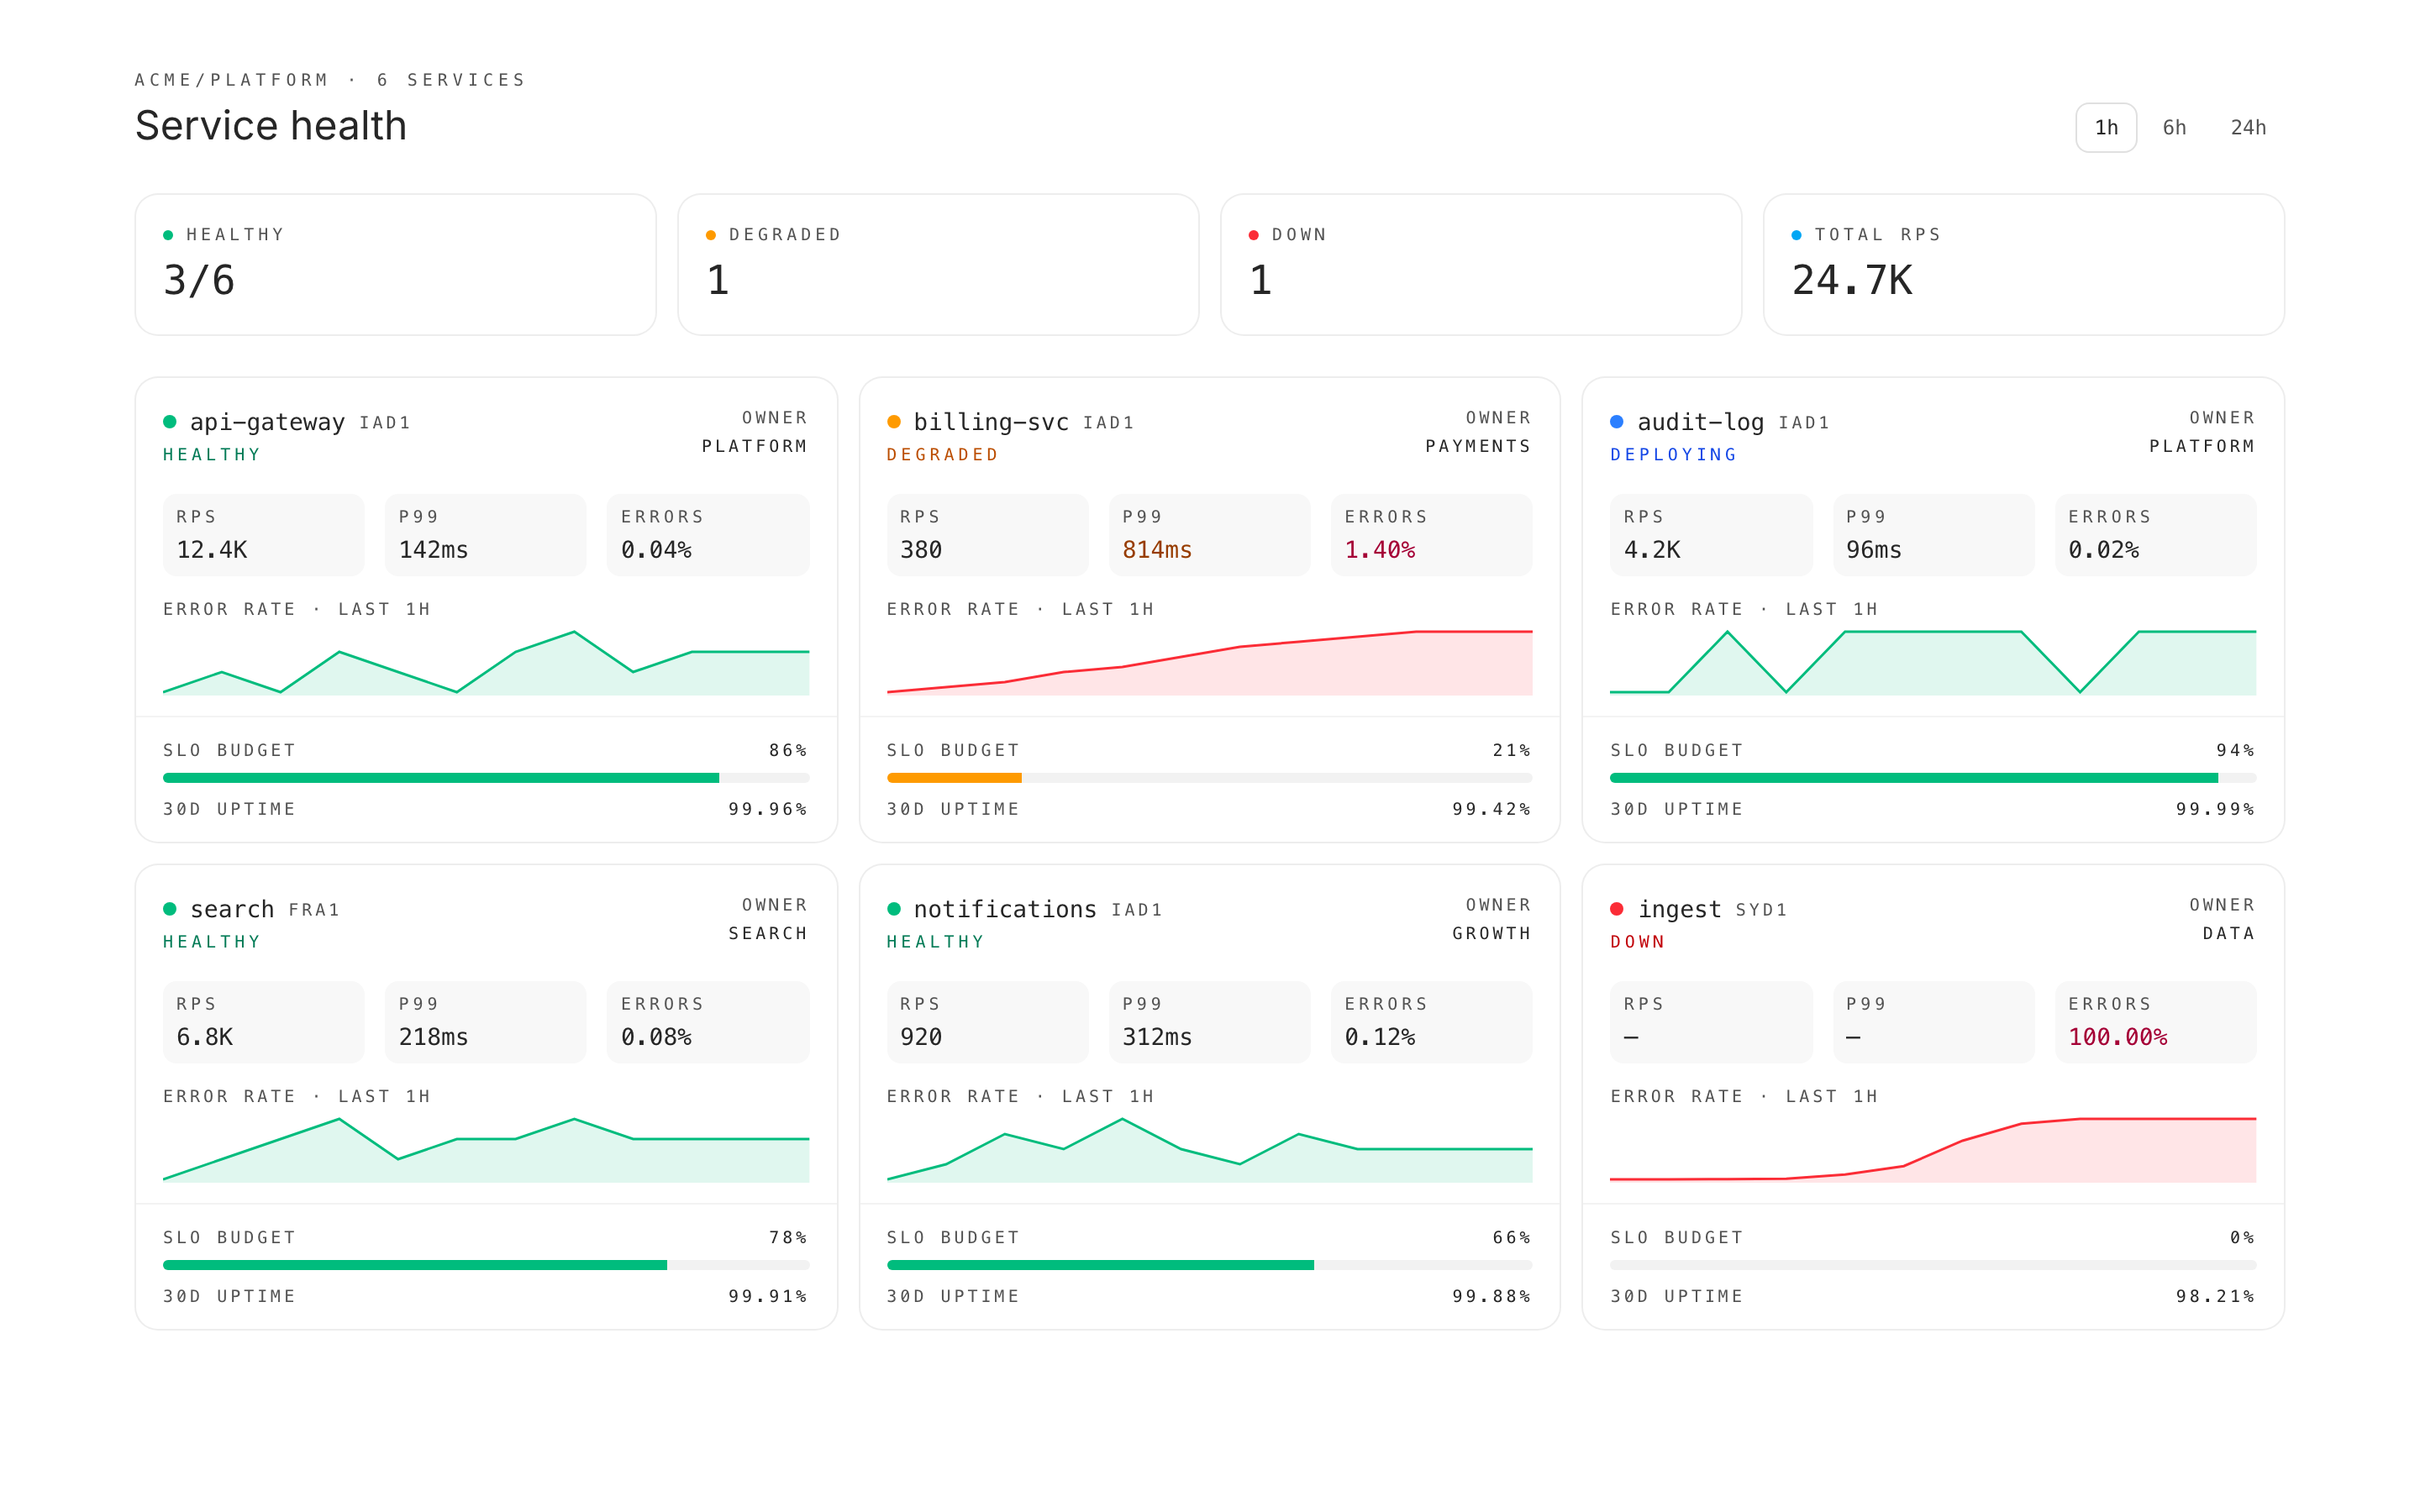 ACME/PLATFORM · 6 SERVICES
Service health
1h 6h 24h
HEALTHY
3/6
DEGRADED
1
DOWN
1
TOTAL RPS
24.7K
api-gateway IAD1
HEALTHY
OWNER
PLATFORM
RPS
12.4K
P99
142ms
ERRORS
0.04%
ERROR RATE · LAST 1H
SLO BUDGET 86%
30D UPTIME 99.96%
billing-svc IAD1
DEGRADED
OWNER
PAYMENTS
RPS
380
P99
814ms
ERRORS
1.40%
ERROR RATE · LAST 1H
SLO BUDGET 21%
30D UPTIME 99.42%
audit-log IAD1
DEPLOYING
OWNER
PLATFORM
RPS
4.2K
P99
96ms
ERRORS
0.02%
ERROR RATE · LAST 1H
SLO BUDGET 94%
30D UPTIME 99.99%
search FRA1
HEALTHY
OWNER
SEARCH
RPS
6.8K
P99
218ms
ERRORS
0.08%
ERROR RATE · LAST 1H
SLO BUDGET 78%
30D UPTIME 99.91%
notifications IAD1
HEALTHY
OWNER
GROWTH
RPS
920
P99
312ms
ERRORS
0.12%
ERROR RATE · LAST 1H
SLO BUDGET 66%
30D UPTIME 99.88%
ingest SYD1
DOWN
OWNER
DATA
RPS
—
P99
—
ERRORS
100.00%
ERROR RATE · LAST 1H
SLO BUDGET 0%
30D UPTIME 98.21%